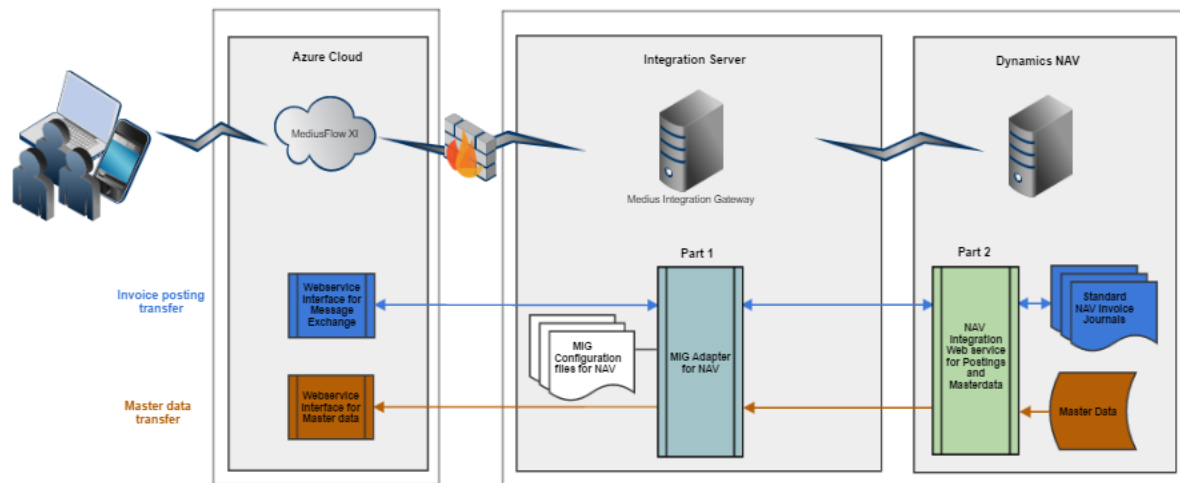 Azure Cloud
Integration Server
Dynamics NAV
MediusFlow XI
Medius Integration Gateway
Part 1
Part 2
Invoice posting
transfer
Webservice
Interface for
Message
Exchange
MIG
Configuration
files for NAV
MIG Adapter
for NAV
NAV
Integration
Web service
for Postings
and
Masterdata
Standard
NAV Invoice
Journals
Master data
transfer
Webservice
Interface for
Master data
Master Data